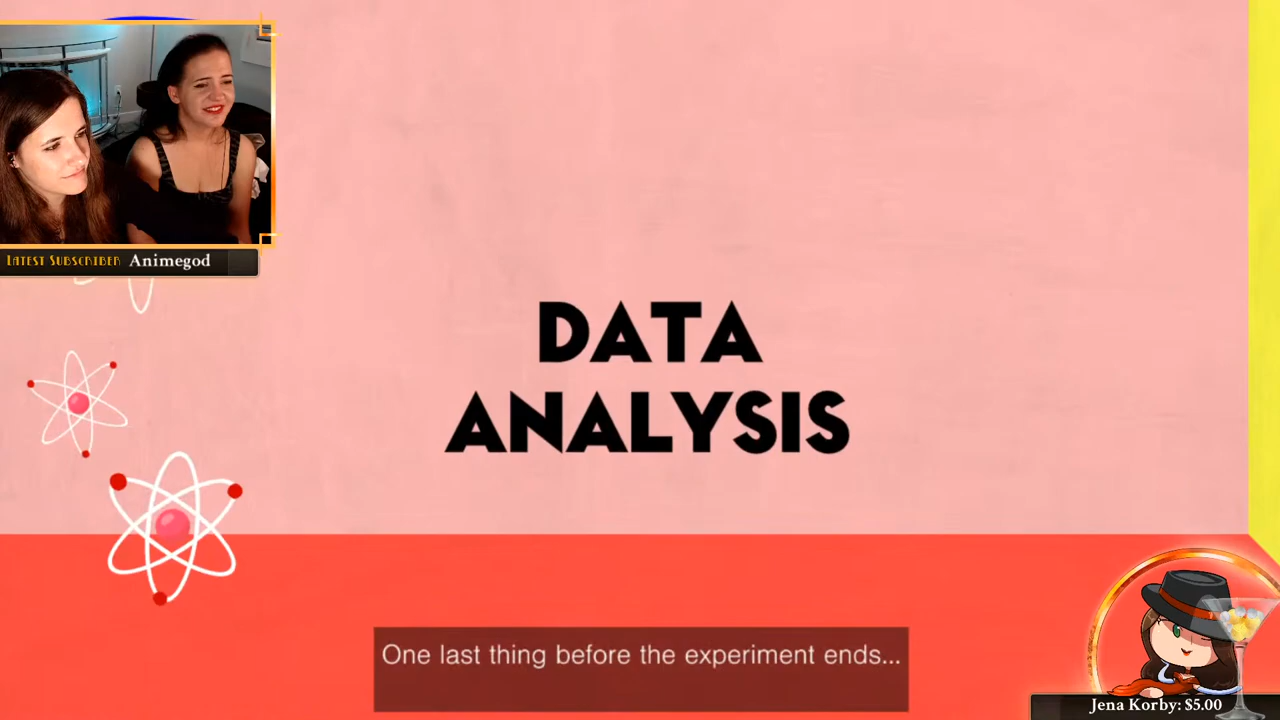 LATEST SUBSCRIBER Animegod
DATA
ANALYSIS
One last thing before the experiment ends...
Jena Korby: $5.00